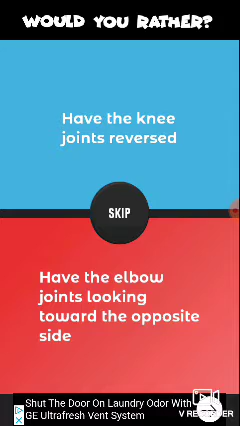 WOULD YOU RATHER?
Have the knee
joints reversed
SKIP
Have the elbow
joints looking
toward the opposite
side
Shut The Door On Laundry Odor With
GE Ultrafresh Vent System